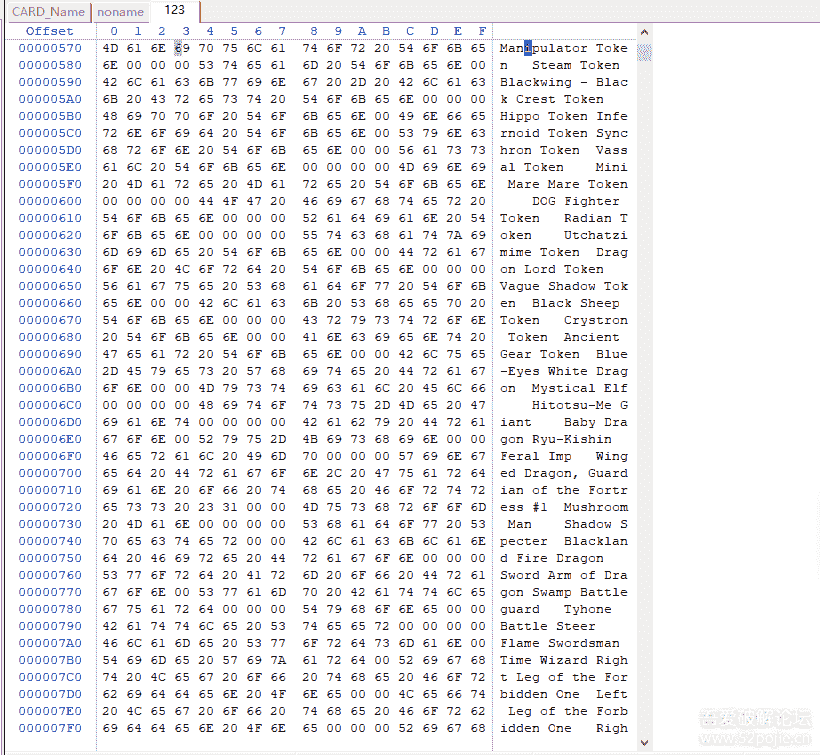 CARD_Name noname 123
Offset 0 1 2 3 4 5 6 7 8 9 A B C D E F
00000570 4D 61 6E 69 70 75 6C 61 74 6F 72 20 54 6F 6B 65 Manipulator Toke
00000580 6E 00 00 00 53 74 65 61 6D 20 54 6F 6B 65 6E 00 n Steam Token
00000590 42 6C 61 63 6B 77 69 6E 67 20 2D 20 42 6C 61 63 Blackwing - Blac
000005A0 6B 20 43 72 65 73 74 20 54 6F 6B 65 6E 00 00 00 k Crest Token
000005B0 48 69 70 70 6F 20 54 6F 6B 65 6E 00 49 6E 66 65 Hippo Token Infe
000005C0 72 6E 6F 69 64 20 54 6F 6B 65 6E 00 53 79 6E 63 rnoid Token Sync
000005D0 68 72 6F 6E 20 54 6F 6B 65 6E 00 00 56 61 73 73 hron Token Vass
000005E0 61 6C 20 54 6F 6B 65 6E 00 00 00 00 4D 69 6E 69 al Token Mini
000005F0 20 4D 61 72 65 20 4D 61 72 65 20 54 6F 6B 65 6E Mare Mare Token
00000600 00 00 00 00 44 4F 47 20 46 69 67 68 74 65 72 20 DOG Fighter
00000610 54 6F 6B 65 6E 00 00 00 52 61 64 69 61 6E 20 54 Token Radian T
00000620 6F 6B 65 6E 00 00 00 00 55 74 63 68 61 74 7A 69 oken Utchatzi
00000630 6D 69 6D 65 20 54 6F 6B 65 6E 00 00 44 72 61 67 mime Token Drag
00000640 6F 6E 20 4C 6F 72 64 20 54 6F 6B 65 6E 00 00 00 on Lord Token
00000650 56 61 67 75 65 20 53 68 61 64 6F 77 20 54 6F 6B Vague Shadow Tok
00000660 65 6E 00 00 42 6C 61 63 6B 20 53 68 65 65 70 20 en Black Sheep
00000670 54 6F 6B 65 6E 00 00 00 43 72 79 73 74 72 6F 6E Token Crystron
00000680 20 54 6F 6B 65 6E 00 00 41 6E 63 69 65 6E 74 20 Token Ancient
00000690 47 65 61 72 20 54 6F 6B 65 6E 00 00 42 6C 75 65 Gear Token Blue
000006A0 2D 45 79 65 73 20 57 68 69 74 65 20 44 72 61 67 -Eyes White Drag
000006B0 6F 6E 00 00 4D 79 73 74 69 63 61 6C 20 45 6C 66 on Mystical Elf
000006C0 00 00 00 00 48 69 74 6F 74 73 75 2D 4D 65 20 47 Hitotsu-Me G
000006D0 69 61 6E 74 00 00 00 00 42 61 62 79 20 44 72 61 iant Baby Dra
000006E0 67 6F 6E 00 52 79 75 2D 4B 69 73 68 69 6E 00 00 gon Ryu-Kishin
000006F0 46 65 72 61 6C 20 49 6D 70 00 00 00 57 69 6E 67 Feral Imp Wing
00000700 65 64 20 44 72 61 67 6F 6E 2C 20 47 75 61 72 64 ed Dragon, Guard
00000710 69 61 6E 20 6F 66 20 74 68 65 20 46 6F 72 74 72 ian of the Fortr
00000720 65 73 73 20 23 31 00 00 4D 75 73 68 72 6F 6F 6D ess #1 Mushroom
00000730 20 4D 61 6E 00 00 00 00 53 68 61 64 6F 77 20 53 Man Shadow S
00000740 70 65 63 74 65 72 00 00 42 6C 61 63 6B 6C 61 6E pecter Blacklan
00000750 64 20 46 69 72 65 20 44 72 61 67 6F 6E 00 00 00 d Fire Dragon
00000760 53 77 6F 72 64 20 41 72 6D 20 6F 66 20 44 72 61 Sword Arm of Dra
00000770 67 6F 6E 00 53 77 61 6D 70 20 42 61 74 74 6C 65 gon Swamp Battle
00000780 67 75 61 72 64 00 00 00 54 79 68 6F 6E 65 00 00 guard Tyhone
00000790 42 61 74 74 6C 65 20 53 74 65 65 72 00 00 00 00 Battle Steer
000007A0 46 6C 61 6D 65 20 53 77 6F 72 64 73 6D 61 6E 00 Flame Swordsman
000007B0 54 69 6D 65 20 57 69 7A 61 72 64 00 52 69 67 68 Time Wizard Righ
000007C0 74 20 4C 65 67 20 6F 66 20 74 68 65 20 46 6F 72 t Leg of the For
000007D0 62 69 64 64 65 6E 20 4F 6E 65 00 00 4C 65 66 74 bidden One Left
000007E0 20 4C 65 67 20 6F 66 20 74 68 65 20 46 6F 72 62 Leg of the Forb
000007F0 69 64 64 65 6E 20 4F 6E 65 00 00 00 52 69 67 68 idden One Righ
吾爱破解论坛
www.52pojie.cn